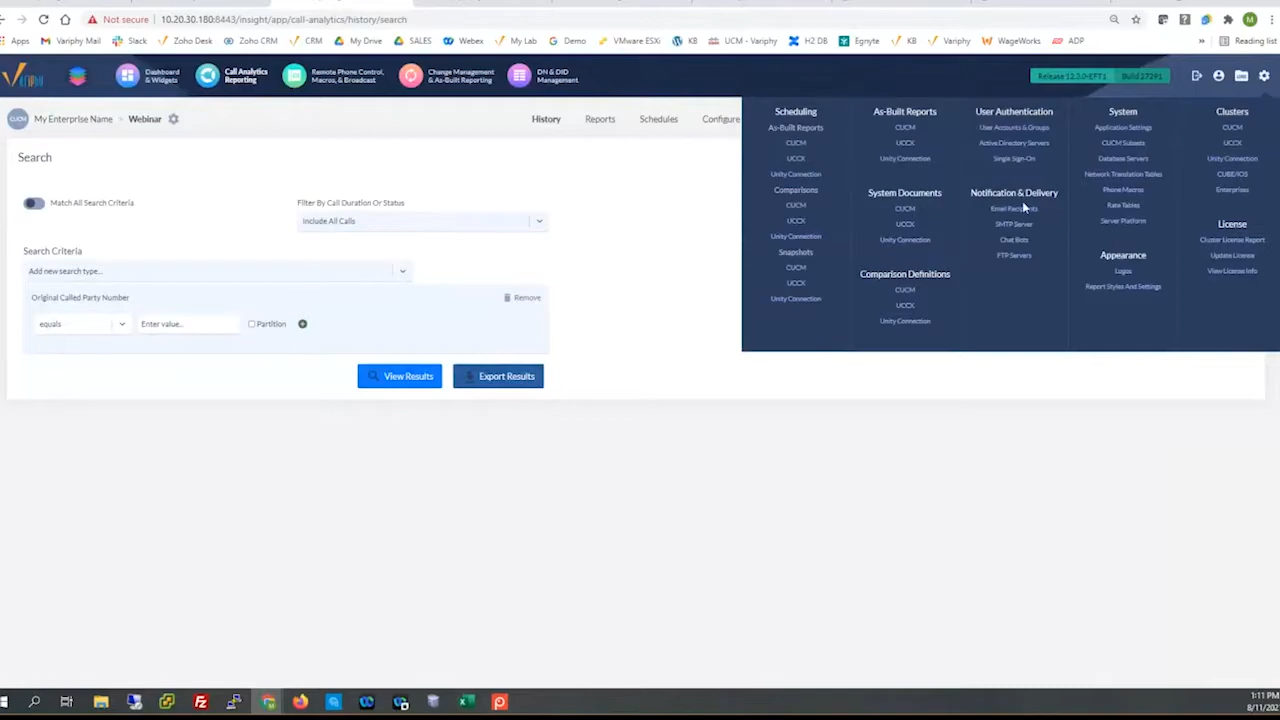 Not secure 10.20.30.180:8443/insight/app/call-analytics/history/search
M
Apps Variphy Mail Slack Zoho Desk Zoho CRM CRM My Drive SALES Webex My Lab Demo VMware ESXi KB UCM - Variphy H2 DB Egnyte KB Variphy WageWorks ADP » Reading list
Dashboard & Widgets
Call Analytics Reporting
Remote Phone Control, Macros, & Broadcast
Change Management & As-Built Reporting
DN & DID Management
Release 12.3.0-EFT1 Build 27291
CUCM My Enterprise Name > Webinar
History Reports Schedules Configure
Search
Match All Search Criteria
Filter By Call Duration Or Status
Include All Calls
Search Criteria
Add new search type...
Original Called Party Number
Remove
equals
Enter value...
Partition
View Results
Export Results
Scheduling
As-Built Reports
CUCM
UCCX
Unity Connection
Comparisons
CUCM
UCCX
Unity Connection
Snapshots
CUCM
UCCX
Unity Connection
As-Built Reports
CUCM
UCCX
Unity Connection
System Documents
CUCM
UCCX
Unity Connection
Comparison Definitions
CUCM
UCCX
Unity Connection
User Authentication
User Accounts & Groups
Active Directory Servers
Single Sign-On
Notification & Delivery
Email Recipients
SMTP Server
Chat Bots
FTP Servers
System
Application Settings
CUCM Subsets
Database Servers
Network Translation Tables
Phone Macros
Rate Tables
Server Platform
Appearance
Logos
Report Styles And Settings
Clusters
CUCM
UCCX
Unity Connection
CUBE/IOS
Enterprises
License
Cluster License Report
Update License
View License Info
1:11 PM
8/11/202